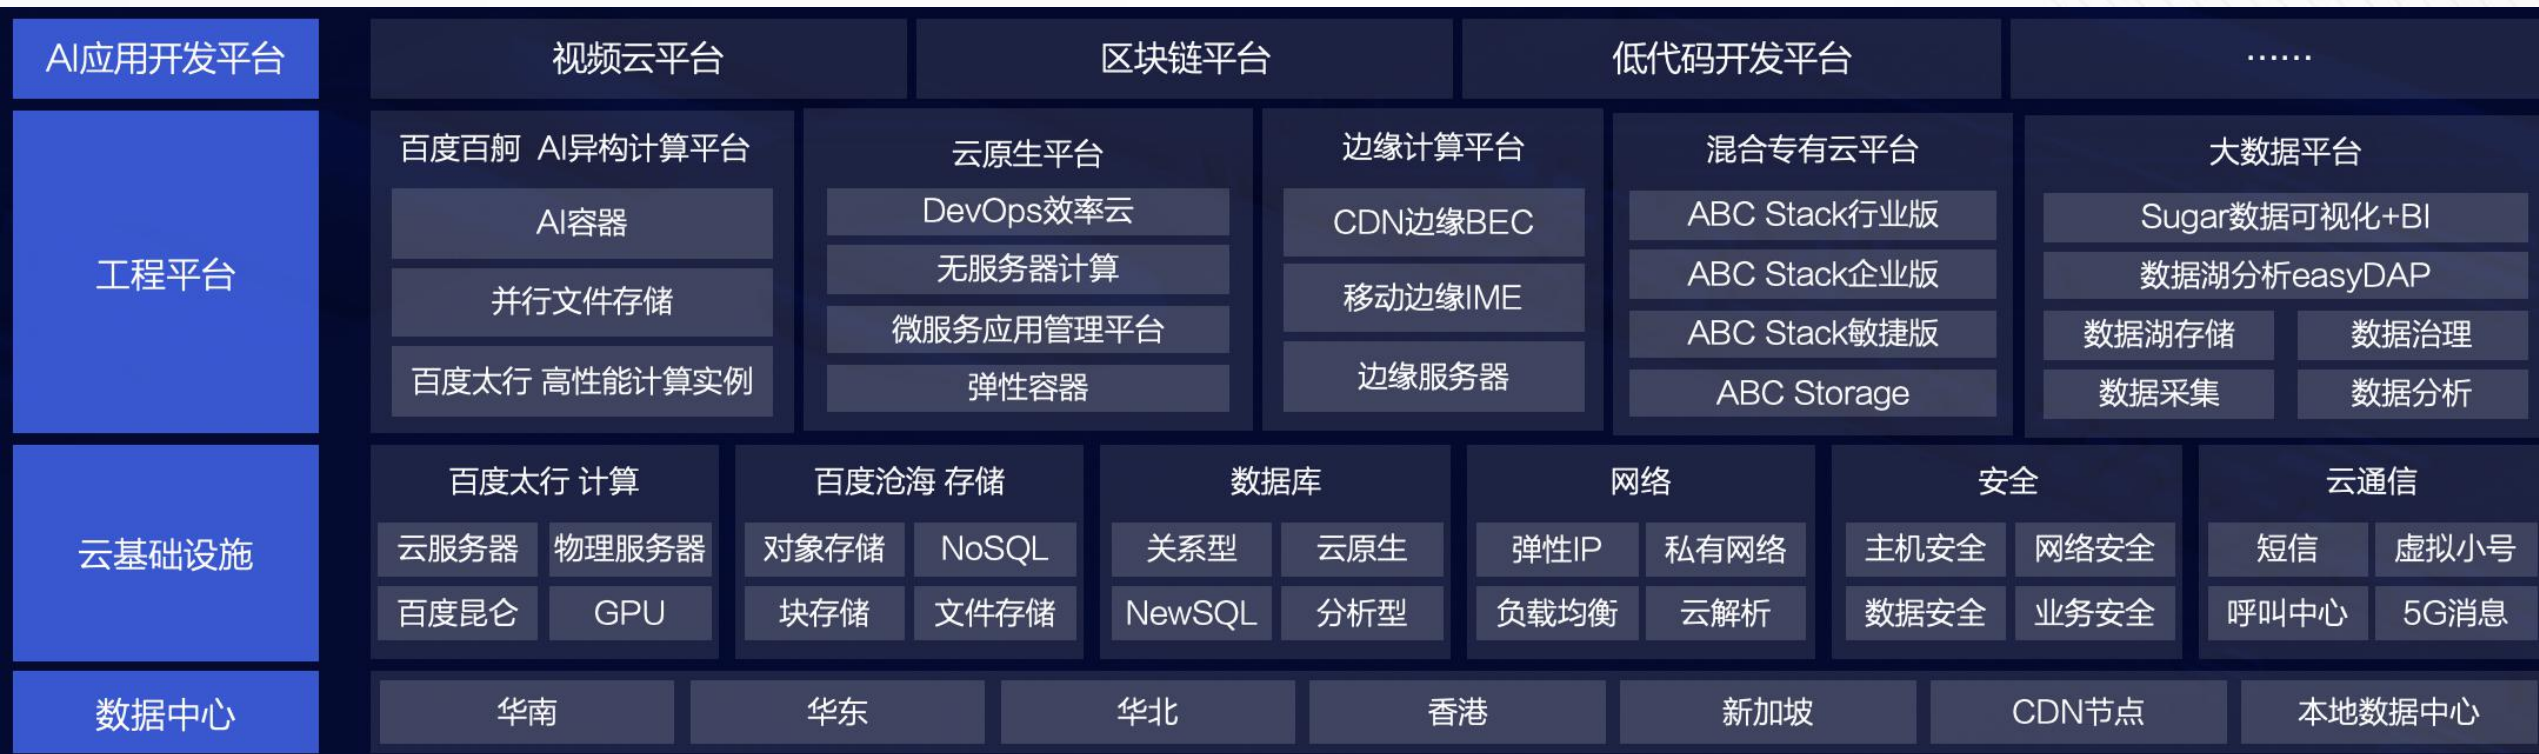 AI应用开发平台
视频云平台
区块链平台
低代码开发平台
……
工程平台
百度百舸 AI异构计算平台
AI容器
并行文件存储
百度太行 高性能计算实例
云原生平台
DevOps效率云
无服务器计算
微服务应用管理平台
弹性容器
边缘计算平台
CDN边缘BEC
移动边缘IME
边缘服务器
混合专有云平台
ABC Stack行业版
ABC Stack企业版
ABC Stack敏捷版
ABC Storage
大数据平台
Sugar数据可视化+BI
数据湖分析easyDAP
数据湖存储
数据治理
数据采集
数据分析
云基础设施
百度太行 计算
云服务器
物理服务器
百度昆仑
GPU
百度沧海 存储
对象存储
NoSQL
块存储
文件存储
数据库
关系型
云原生
NewSQL
分析型
网络
弹性IP
私有网络
负载均衡
云解析
安全
主机安全
网络安全
数据安全
业务安全
云通信
短信
虚拟小号
呼叫中心
5G消息
数据中心
华南
华东
华北
香港
新加坡
CDN节点
本地数据中心